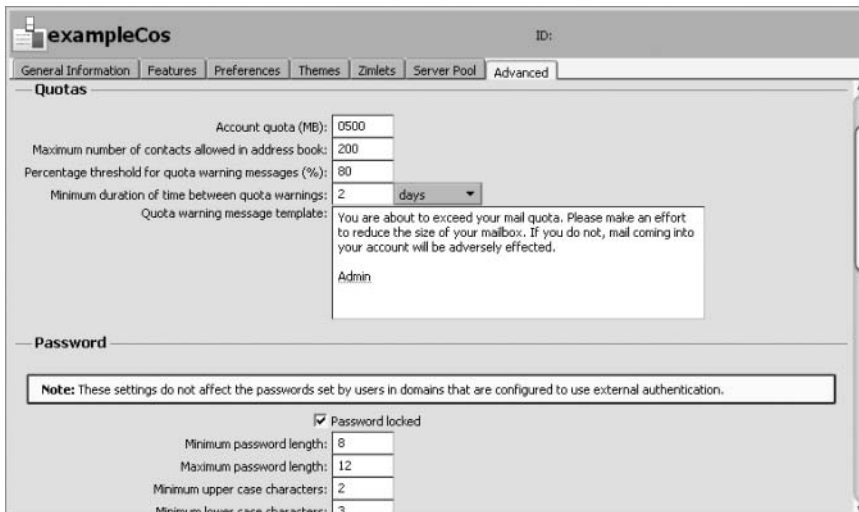 exampleCos
ID:
General Information Features Preferences Themes Zimlets Server Pool Advanced
Quotas
Account quota (MB): 0500
Maximum number of contacts allowed in address book: 200
Percentage threshold for quota warning messages (%): 80
Minimum duration of time between quota warnings: 2 days
Quota warning message template: You are about to exceed your mail quota. Please make an effort
to reduce the size of your mailbox. If you do not, mail coming into
your account will be adversely effected.
Admin
Password
Note: These settings do not affect the passwords set by users in domains that are configured to use external authentication.
Password locked
Minimum password length: 8
Maximum password length: 12
Minimum upper case characters: 2
Minimum lower case characters: 3